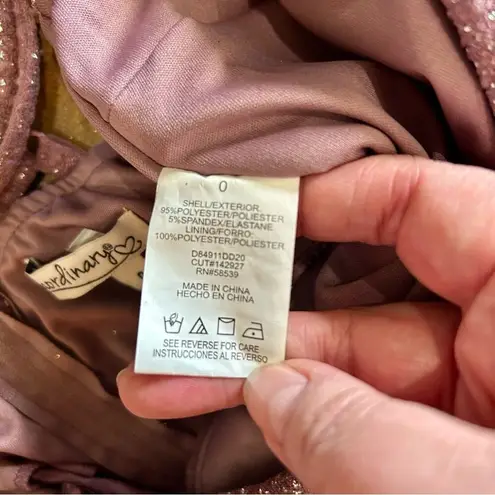 0
SHELL/EXTERIOR.
95%POLYESTER/POLIESTER
5%SPANDEX/ELASTANE
LINING/FORRO:
100%POLYESTER/POLIESTER
D84911DD20
CUT#142927
RN#58539
MADE IN CHINA
HECHO EN CHINA
SEE REVERSE FOR CARE
INSTRUCCIONES AL REVERSO
ordinary